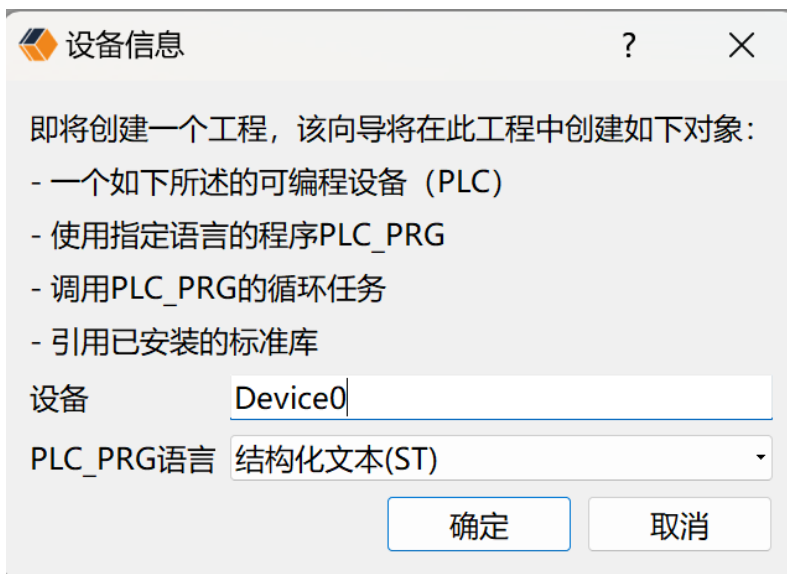 设备信息
即将创建一个工程，该向导将在此工程中创建如下对象：
- 一个如下所述的可编程设备（PLC）
- 使用指定语言的程序PLC_PRG
- 调用PLC_PRG的循环任务
- 引用已安装的标准库
设备 Device0
PLC_PRG语言 结构化文本(ST)
确定 取消